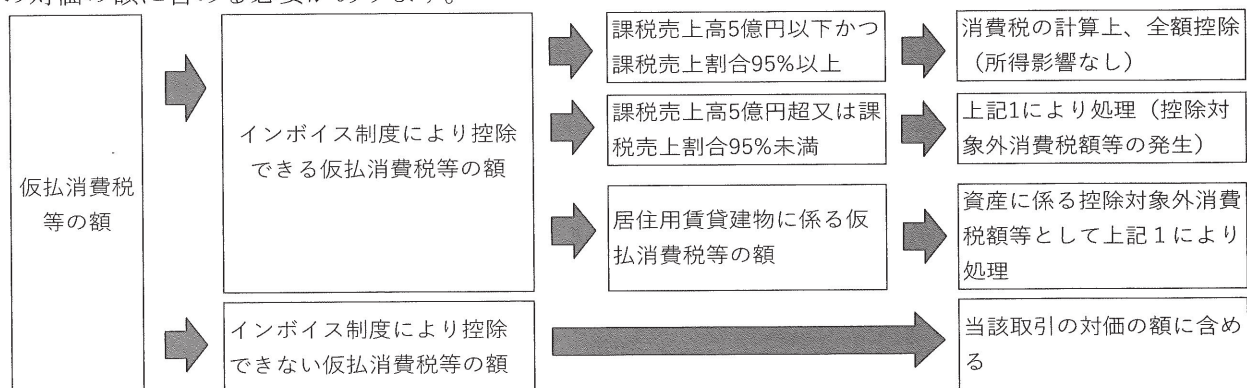 の対価の額に含める必要があります。
仮払消費税
等の額
インボイス制度により控除
できる仮払消費税等の額
課税売上高5億円以下かつ
課税売上割合95%以上
消費税の計算上、全額控除
（所得影響なし）
課税売上高5億円超又は課
税売上割合95%未満
上記1により処理（控除対
象外消費税額等の発生）
居住用賃貸建物に係る仮
払消費税等の額
資産に係る控除対象外消費
税額等として上記１により
処理
インボイス制度により控除
できない仮払消費税等の額
当該取引の対価の額に含め
る